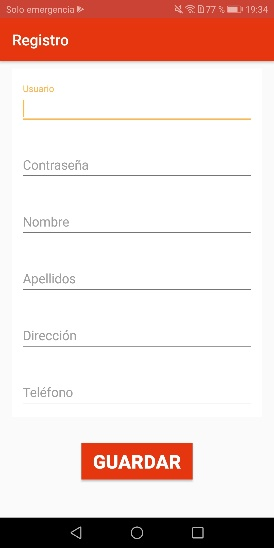 Solo emergencia 77 % 19:34
Registro
Usuario
Contraseña
Nombre
Apellidos
Dirección
Teléfono
GUARDAR